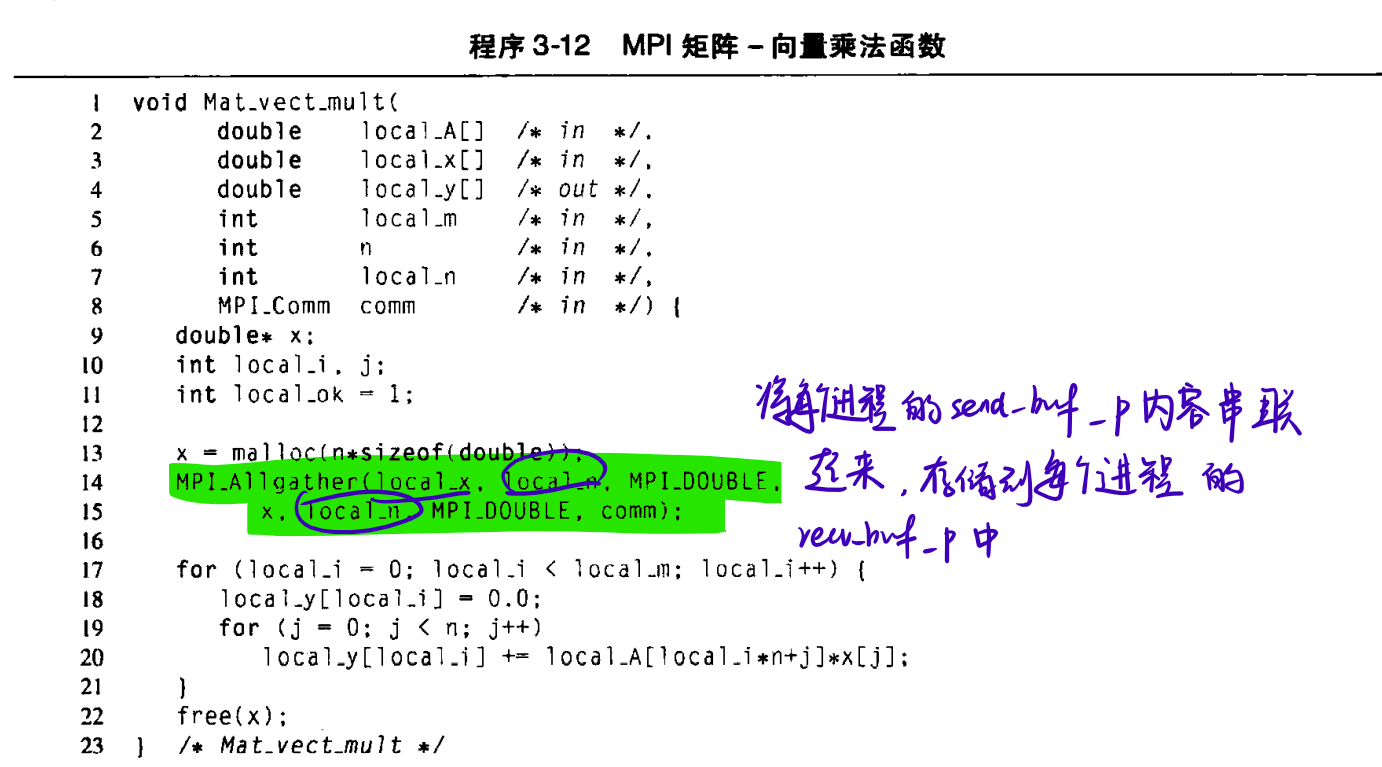 程序 3-12 MPI 矩阵-向量乘法函数
1 void Mat_vect_mult(
2 double local_A[] /* in */,
3 double local_x[] /* in */,
4 double local_y[] /* out */,
5 int local_m /* in */,
6 int n /* in */,
7 int local_n /* in */,
8 MPI_Comm comm /* in */) {
9 double* x;
10 int local_i, j;
11 int local_ok = 1;
12
13 x = malloc(n*sizeof(double));
14 MPI_Allgather(local_x, local_n, MPI_DOUBLE,
15 x, local_n, MPI_DOUBLE, comm);
16
17 for (local_i = 0; local_i < local_m; local_i++) {
18 local_y[local_i] = 0.0;
19 for (j = 0; j < n; j++)
20 local_y[local_i] += local_A[local_i*n+j]*x[j];
21 }
22 free(x);
23 } /* Mat_vect_mult */
将每个进程的 send_buf_p 内容串联
起来，存储到每个进程的
recv_buf_p 中